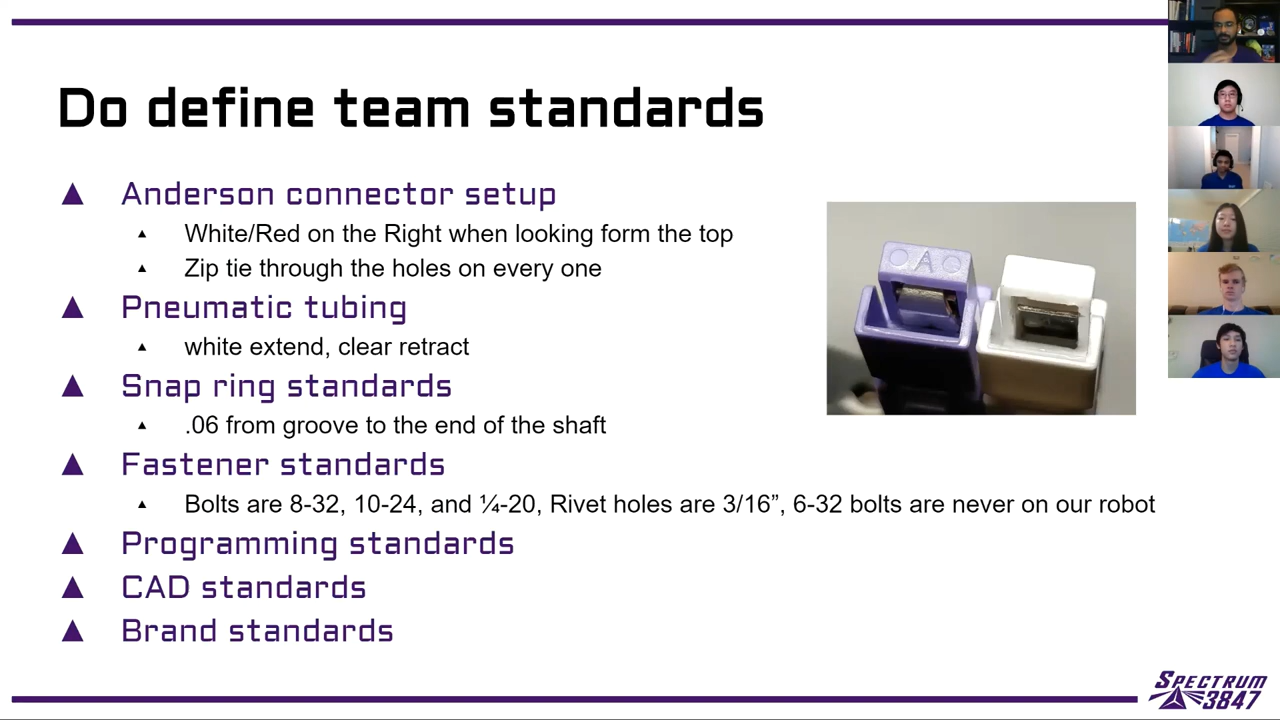 Do define team standards
Anderson connector setup
White/Red on the Right when looking form the top
Zip tie through the holes on every one
Pneumatic tubing
white extend, clear retract
Snap ring standards
.06 from groove to the end of the shaft
Fastener standards
Bolts are 8-32, 10-24, and ¼-20, Rivet holes are 3/16”, 6-32 bolts are never on our robot
Programming standards
CAD standards
Brand standards
A
SPECTRUM
3847